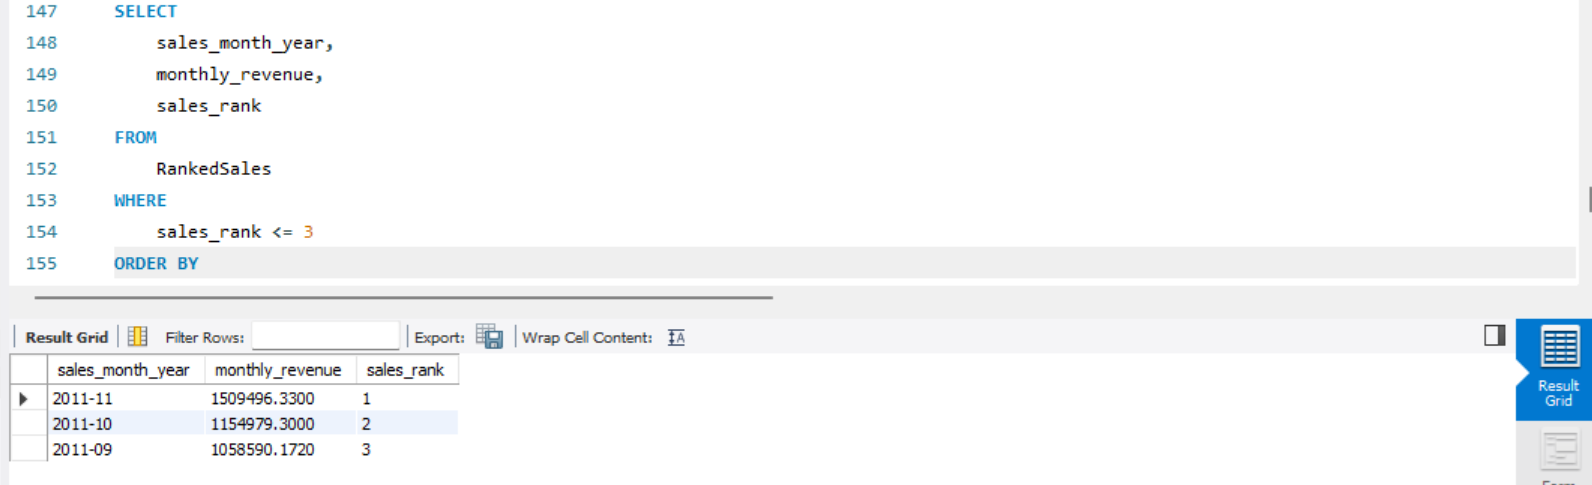 147 SELECT
148 sales_month_year,
149 monthly_revenue,
150 sales_rank
151 FROM
152 RankedSales
153 WHERE
154 sales_rank <= 3
155 ORDER BY
Result Grid Filter Rows: Export: Wrap Cell Content: IA
sales_month_year monthly_revenue sales_rank
2011-11 1509496.3300 1
2011-10 1154979.3000 2
2011-09 1058590.1720 3
Result
Grid